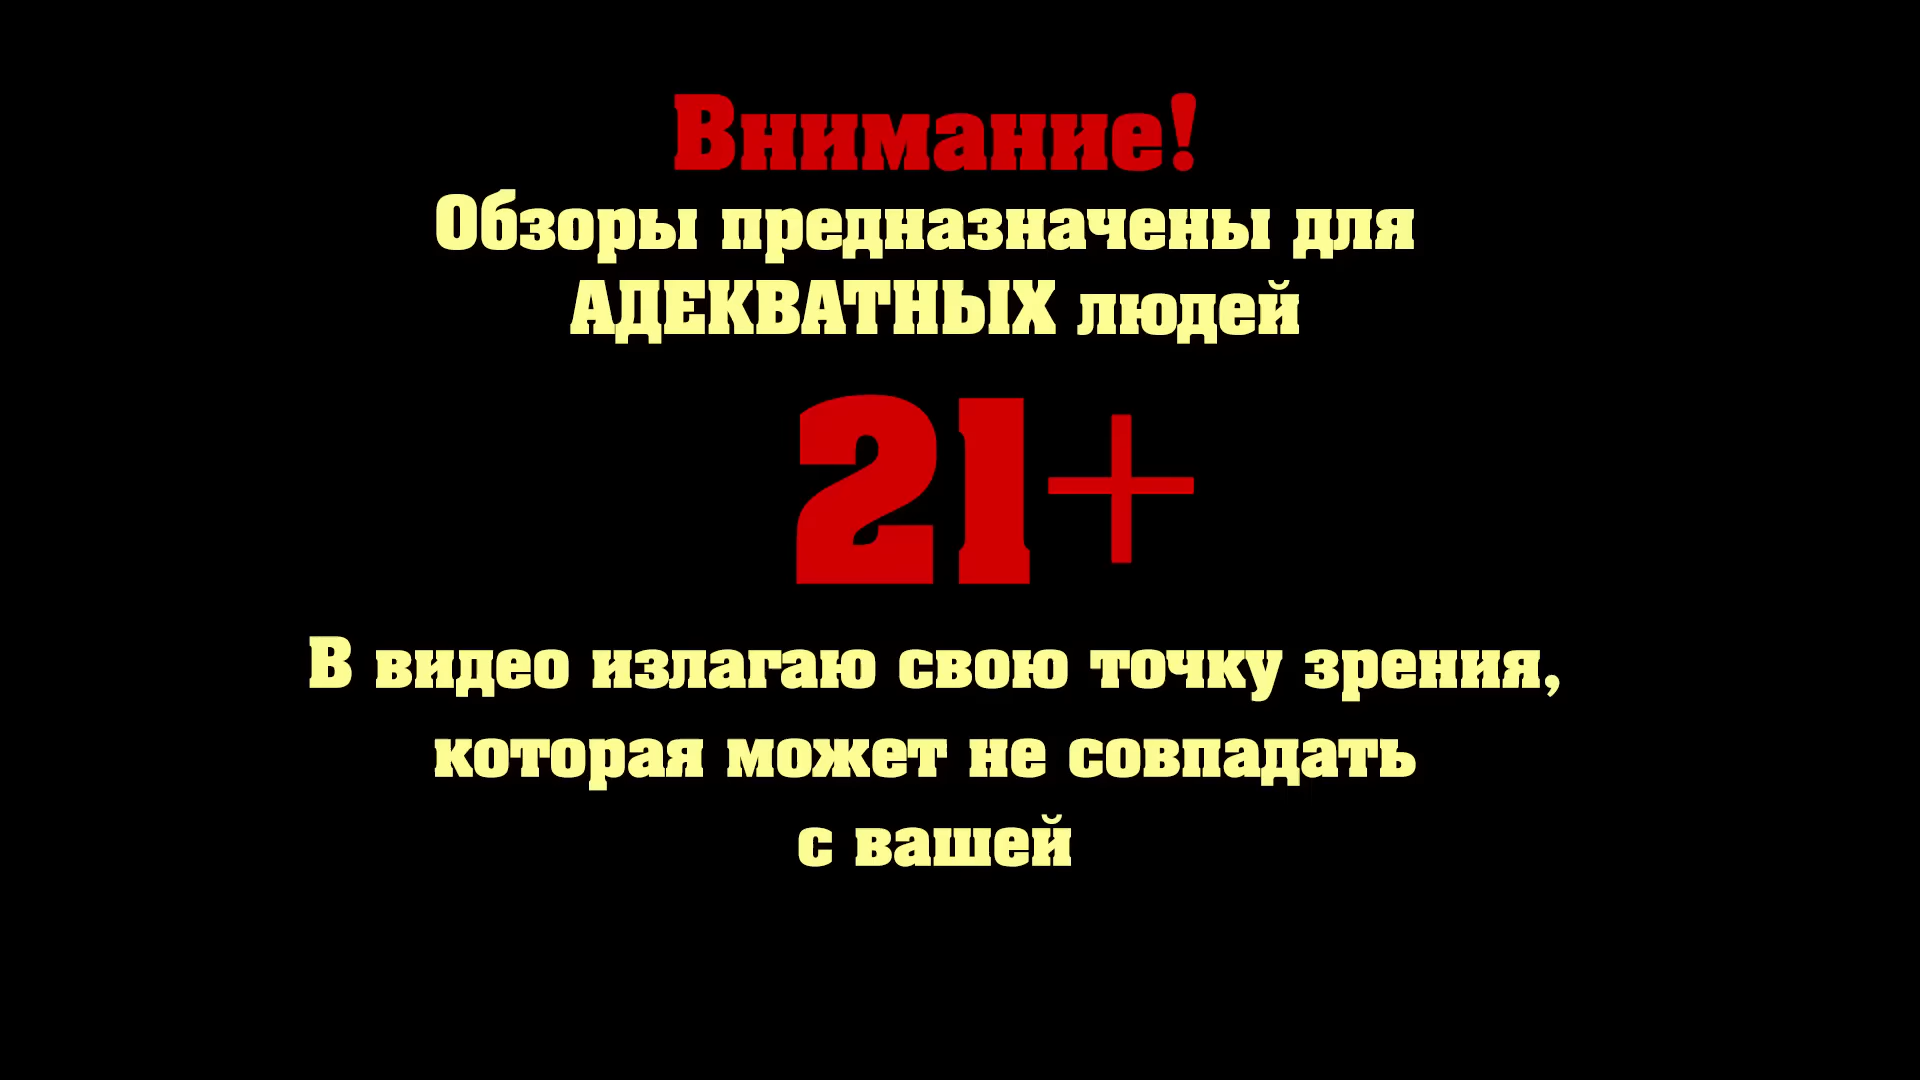 Внимание!
Обзоры предназначены для
АДЕКВАТНЫХ людей
21+
В видео излагаю свою точку зрения,
которая может не совпадать
с вашей